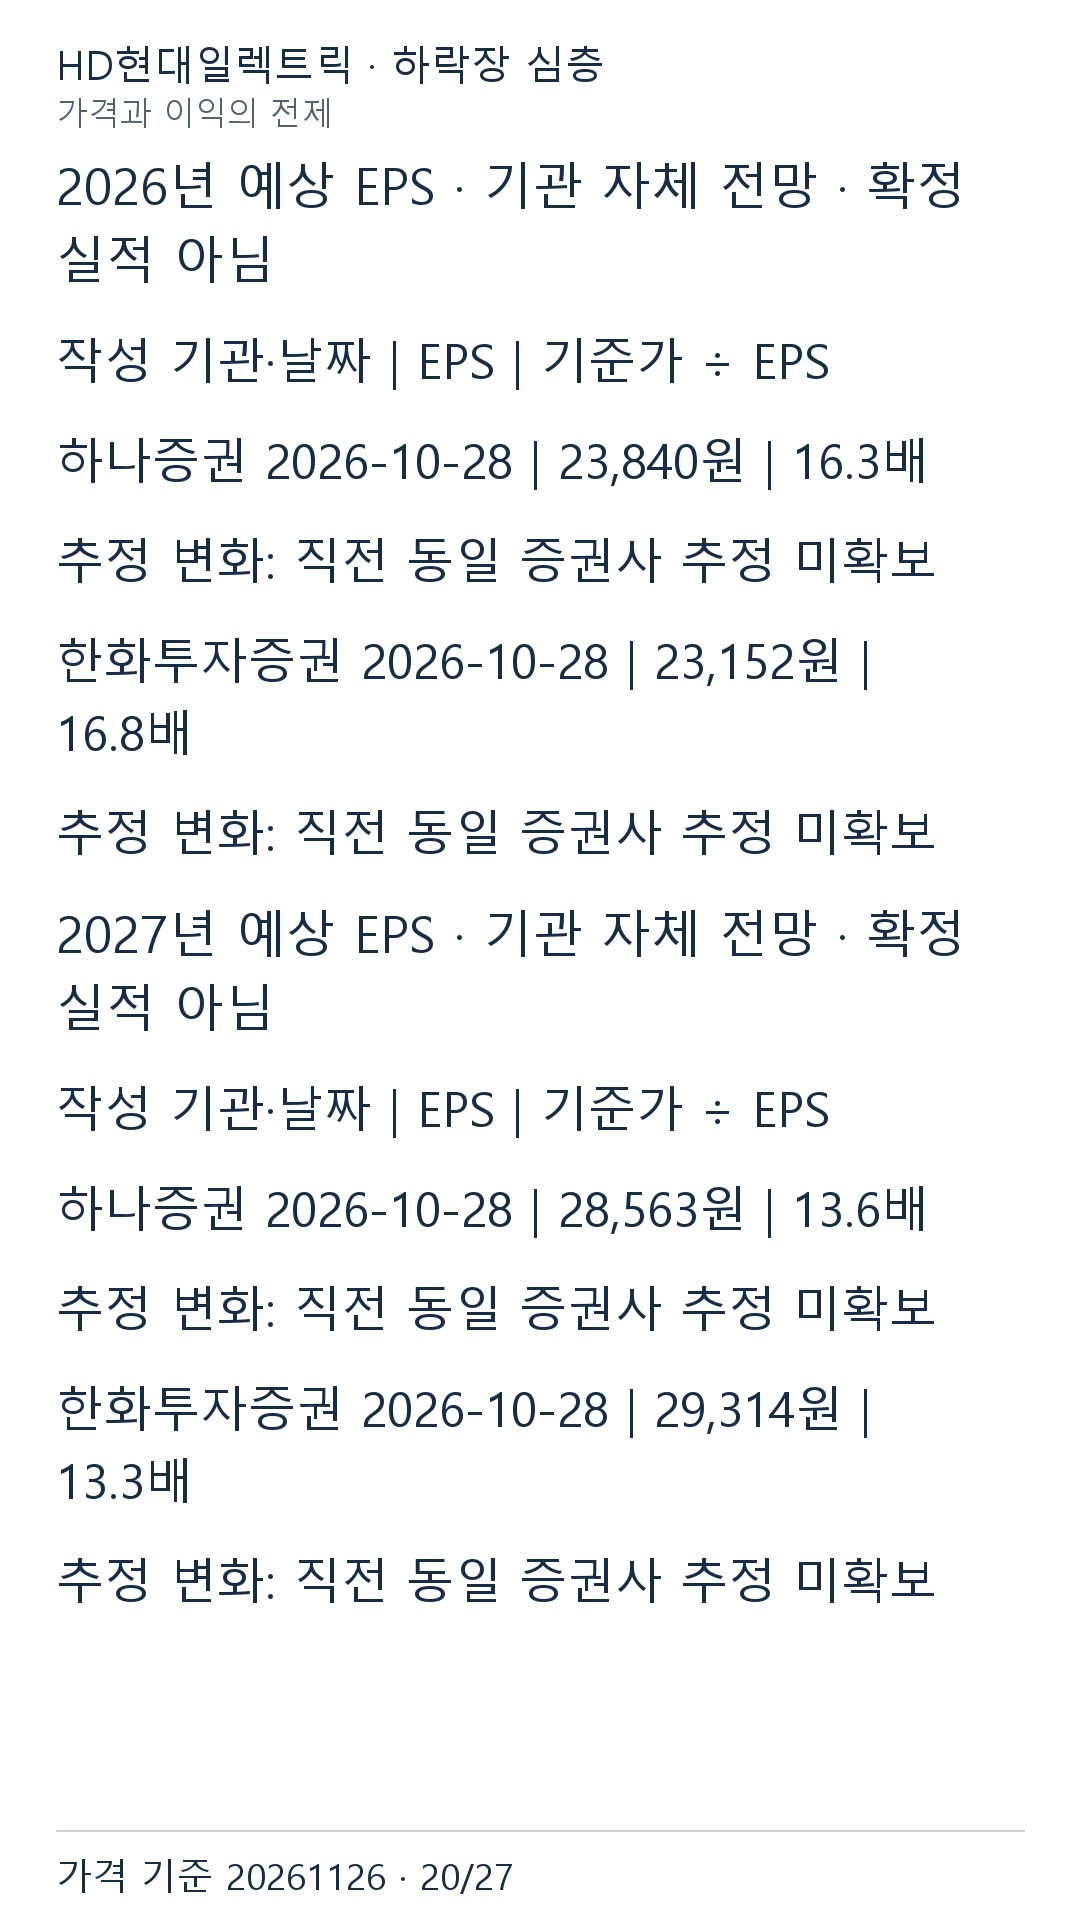 HD현대일렉트릭 · 하락장 심층
가격과 이익의 전제
2026년 예상 EPS · 기관 자체 전망 · 확정
실적 아님
작성 기관·날짜 | EPS | 기준가 ÷ EPS
하나증권 2026-10-28 | 23,840원 | 16.3배
추정 변화: 직전 동일 증권사 추정 미확보
한화투자증권 2026-10-28 | 23,152원 |
16.8배
추정 변화: 직전 동일 증권사 추정 미확보
2027년 예상 EPS · 기관 자체 전망 · 확정
실적 아님
작성 기관·날짜 | EPS | 기준가 ÷ EPS
하나증권 2026-10-28 | 28,563원 | 13.6배
추정 변화: 직전 동일 증권사 추정 미확보
한화투자증권 2026-10-28 | 29,314원 |
13.3배
추정 변화: 직전 동일 증권사 추정 미확보
가격 기준 20261126 · 20/27